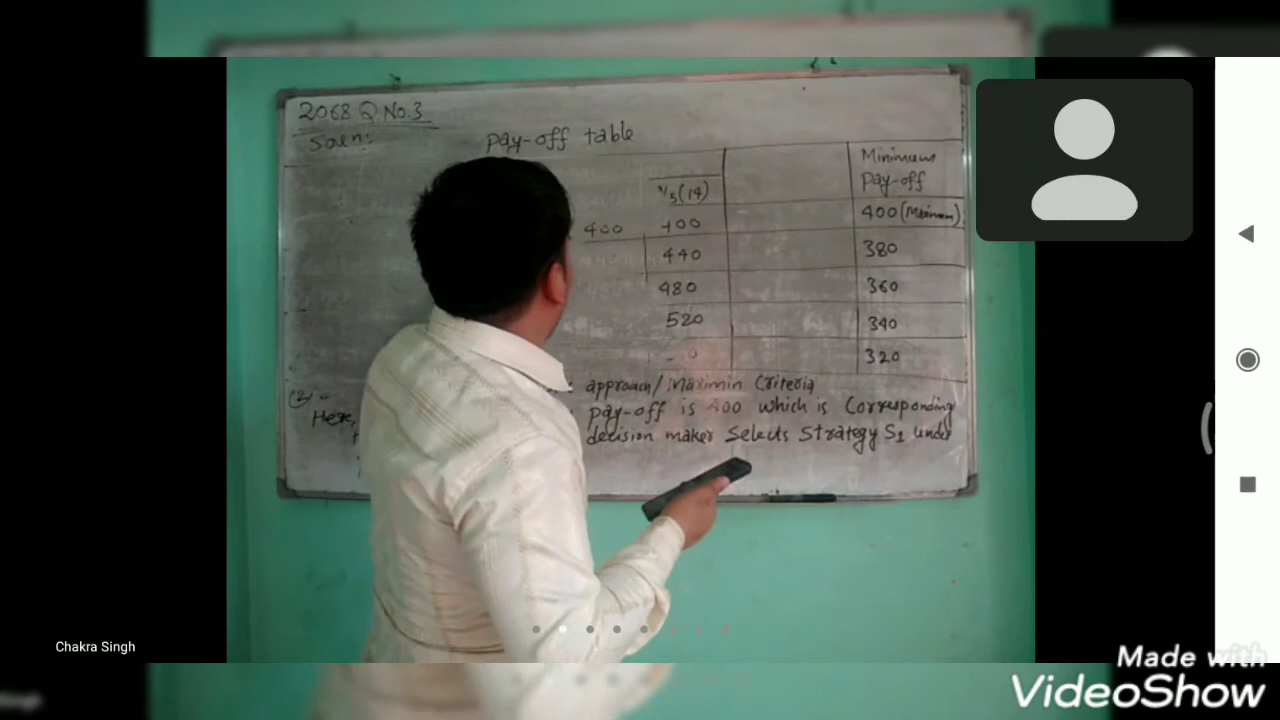 2068 Q No.3
Soln:
Pay-off table
Minimum
Pay-off
(14)
400 400 400 (Maximum)
440 380
480 360
520 340
320
approach/ Maximin Criteria
(2)
Here, pay-off is 400 which is Corresponding
decision maker Selects Strategy S1 under
Chakra Singh
Made with
VideoShow